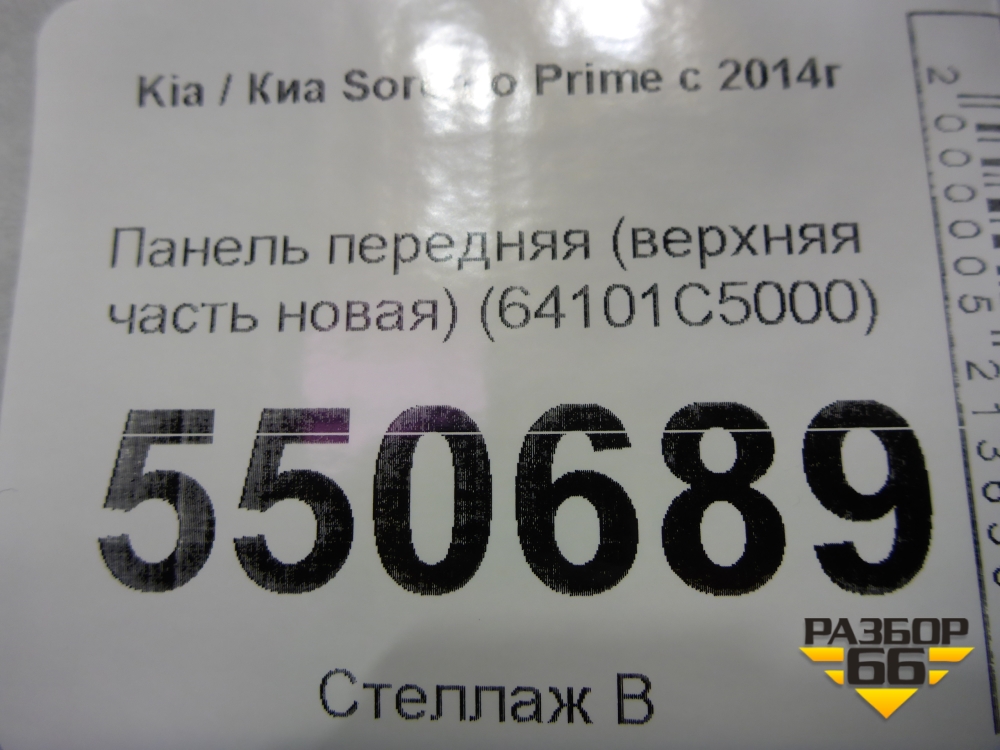 Kia / Киа Prime с 2014г
Панель передняя (верхняя
часть новая) (64101C5000)
550689
Стеллаж В
РАЗБОР
66